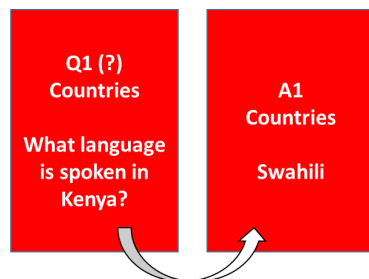 Q1 (?)
Countries
What language
is spoken in
Kenya?
A1
Countries
Swahili